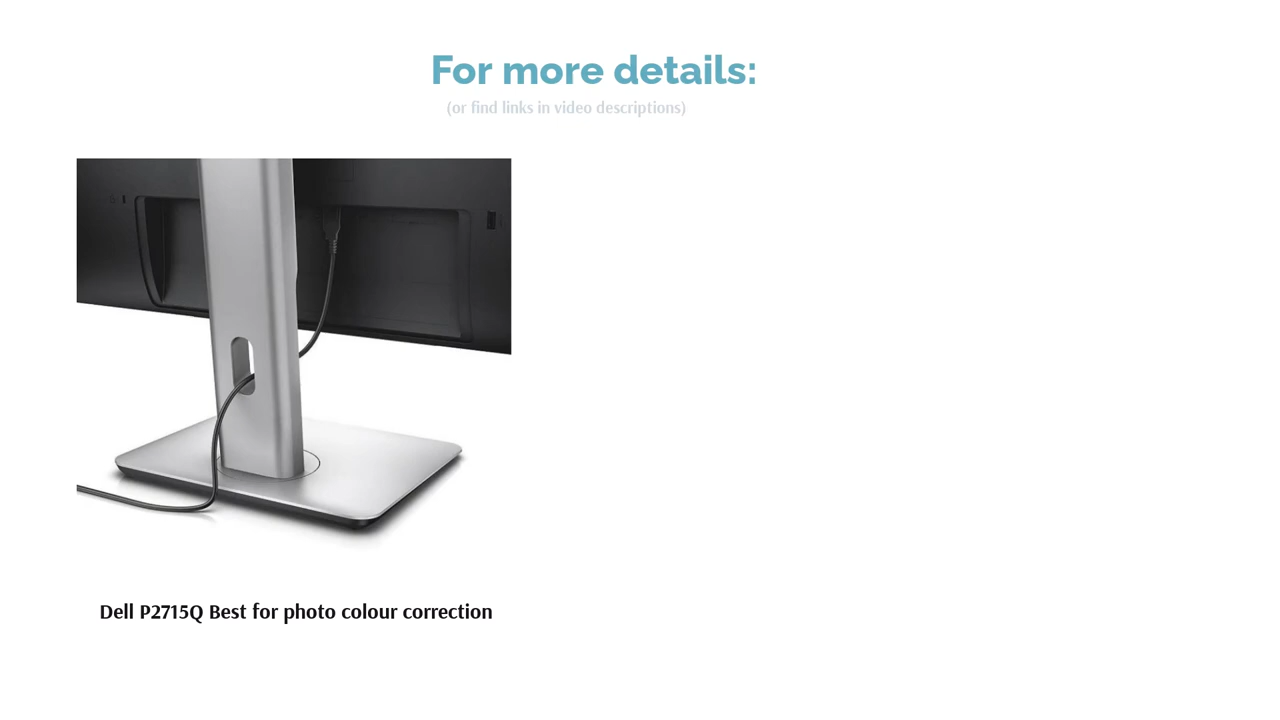 For more details:
(or find links in video descriptions)
Dell P2715Q Best for photo colour correction